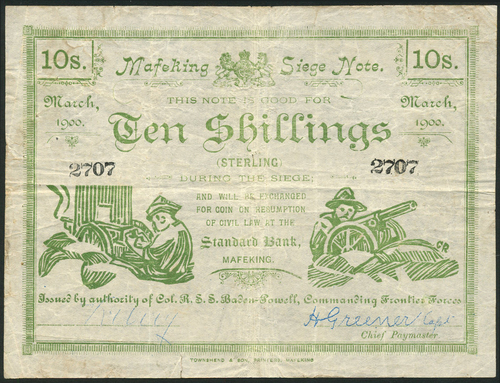 10s. Mafeking Siege Note. 10s.
March, 1900. THIS NOTE IS GOOD FOR March, 1900.
Ten Shillings
(STERLING)
2707 2707
DURING THE SIEGE;
AND WILL BE EXCHANGED
FOR COIN ON RESUMPTION
OF CIVIL LAW AT THE
Standard Bank,
MAFEKING.
Issued by authority of Col. R. S. S. Baden-Powell, Commanding Frontier Forces
H Greener Capt
Chief Paymaster.
TOWNSHEND & SON, PRINTERS, MAFEKING